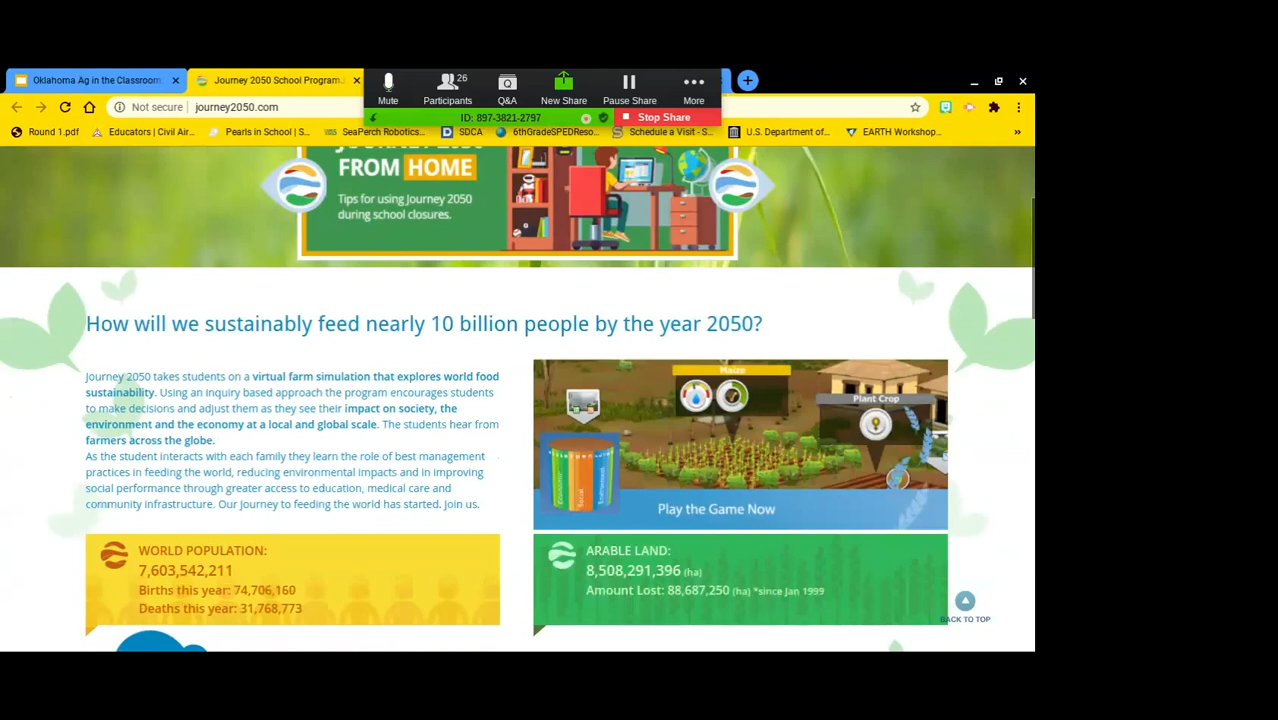 Oklahoma Ag in the Classroom
Journey 2050 School Program.
26
Mute
Participants
Q&A
New Share
Pause Share
More
ID: 897-3821-2797
Stop Share
Not secure
journey2050.com
Round 1.pdf
Educators | Civil Air...
Pearls in School | S...
SeaPerch Robotics...
SDCA
6thGradeSPEDReso...
Schedule a Visit - S...
U.S. Department of...
EARTH Workshop...
»
FROM HOME
Tips for using Journey 2050
during school closures.
How will we sustainably feed nearly 10 billion people by the year 2050?
Journey 2050 takes students on a virtual farm simulation that explores world food
sustainability. Using an inquiry based approach the program encourages students
to make decisions and adjust them as they see their impact on society, the
environment and the economy at a local and global scale. The students hear from
farmers across the globe.
As the student interacts with each family they learn the role of best management
practices in feeding the world, reducing environmental impacts and in improving
social performance through greater access to education, medical care and
community infrastructure. Our Journey to feeding the world has started. Join us.
Maize
Plant Crop
Economic
Social
Environment
Play the Game Now
WORLD POPULATION:
7,603,542,211
Births this year: 74,706,160
Deaths this year: 31,768,773
ARABLE LAND:
8,508,291,396 (ha)
Amount Lost: 88,687,250 (ha) *since Jan 1999
BACK TO TOP